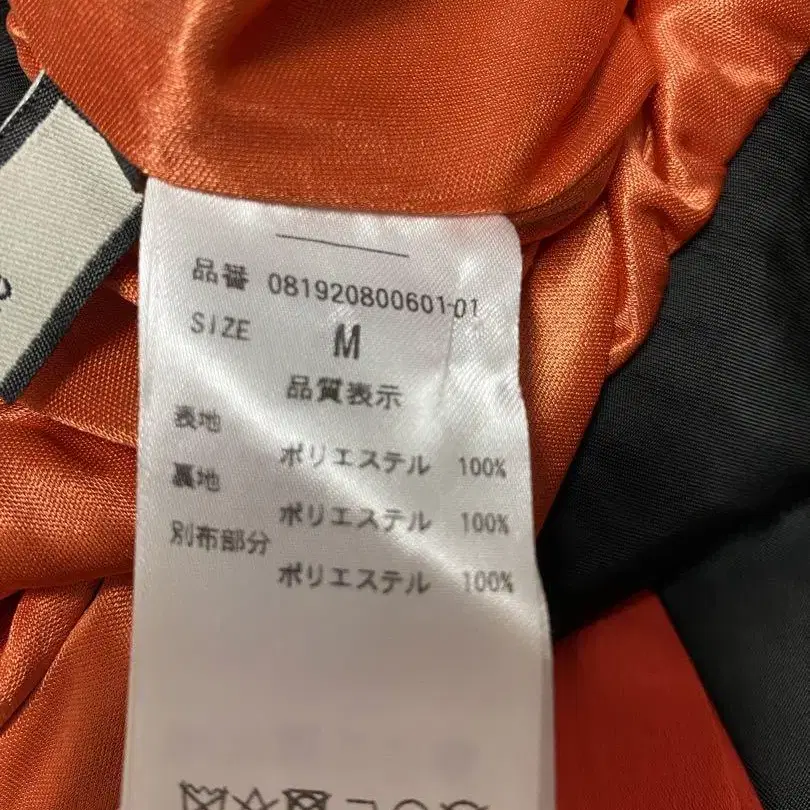 品番 081920800601-01
SIZE M
品質表示
表地
ポリエステル 100%
裏地
ポリエステル 100%
別布部分
ポリエステル 100%